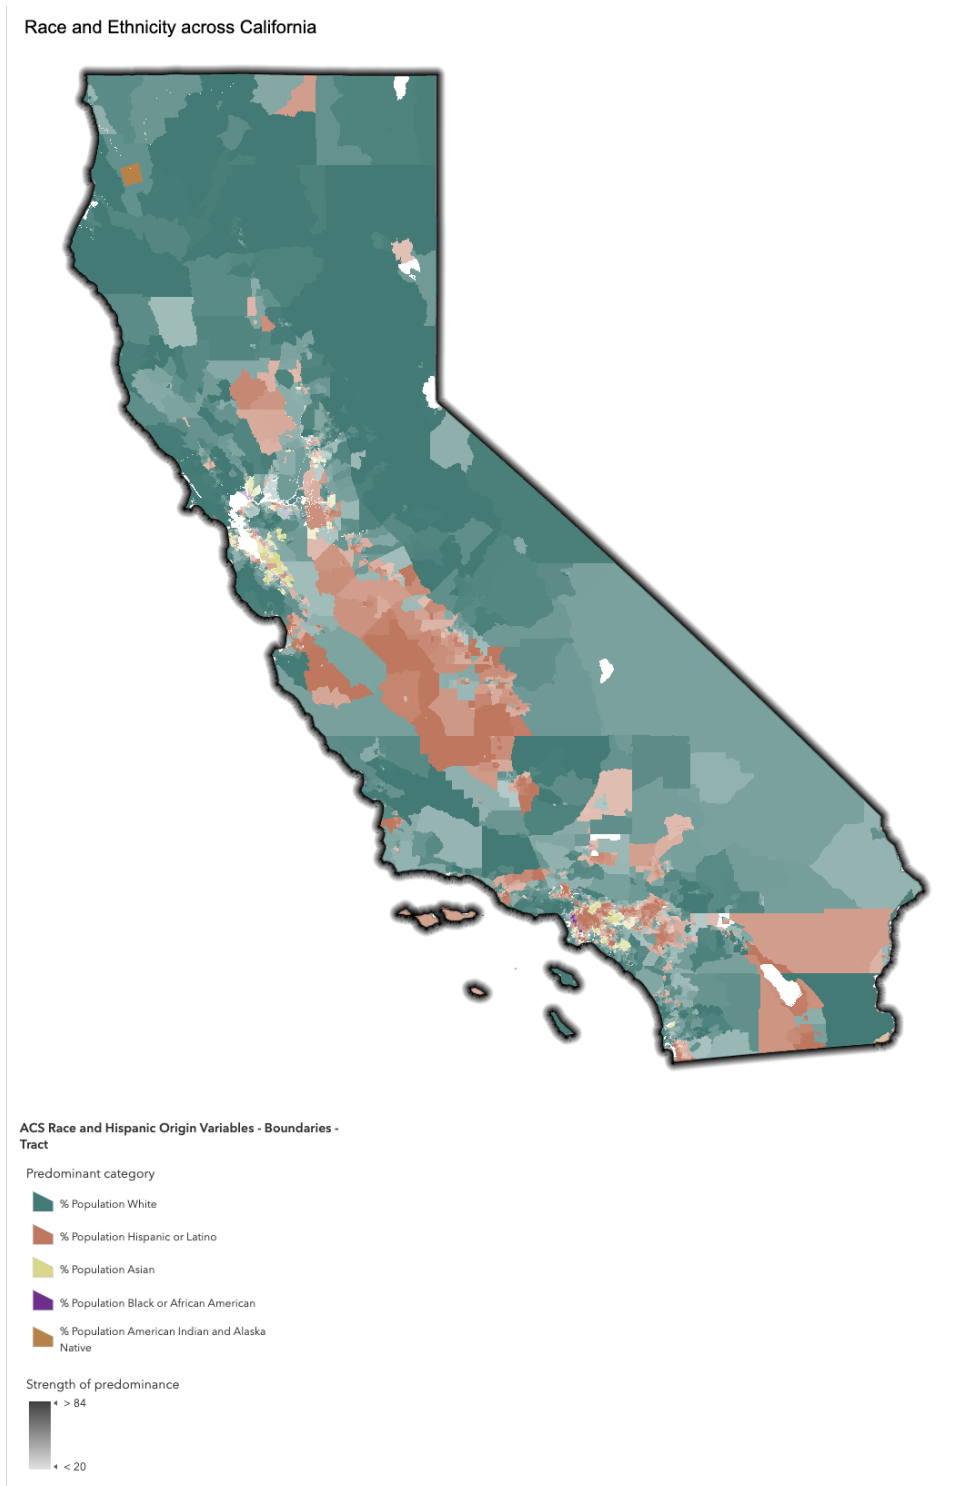 Race and Ethnicity across California
ACS Race and Hispanic Origin Variables - Boundaries -
Tract
Predominant category
% Population White
% Population Hispanic or Latino
% Population Asian
% Population Black or African American
% Population American Indian and Alaska
Native
Strength of predominance
> 84
< 20